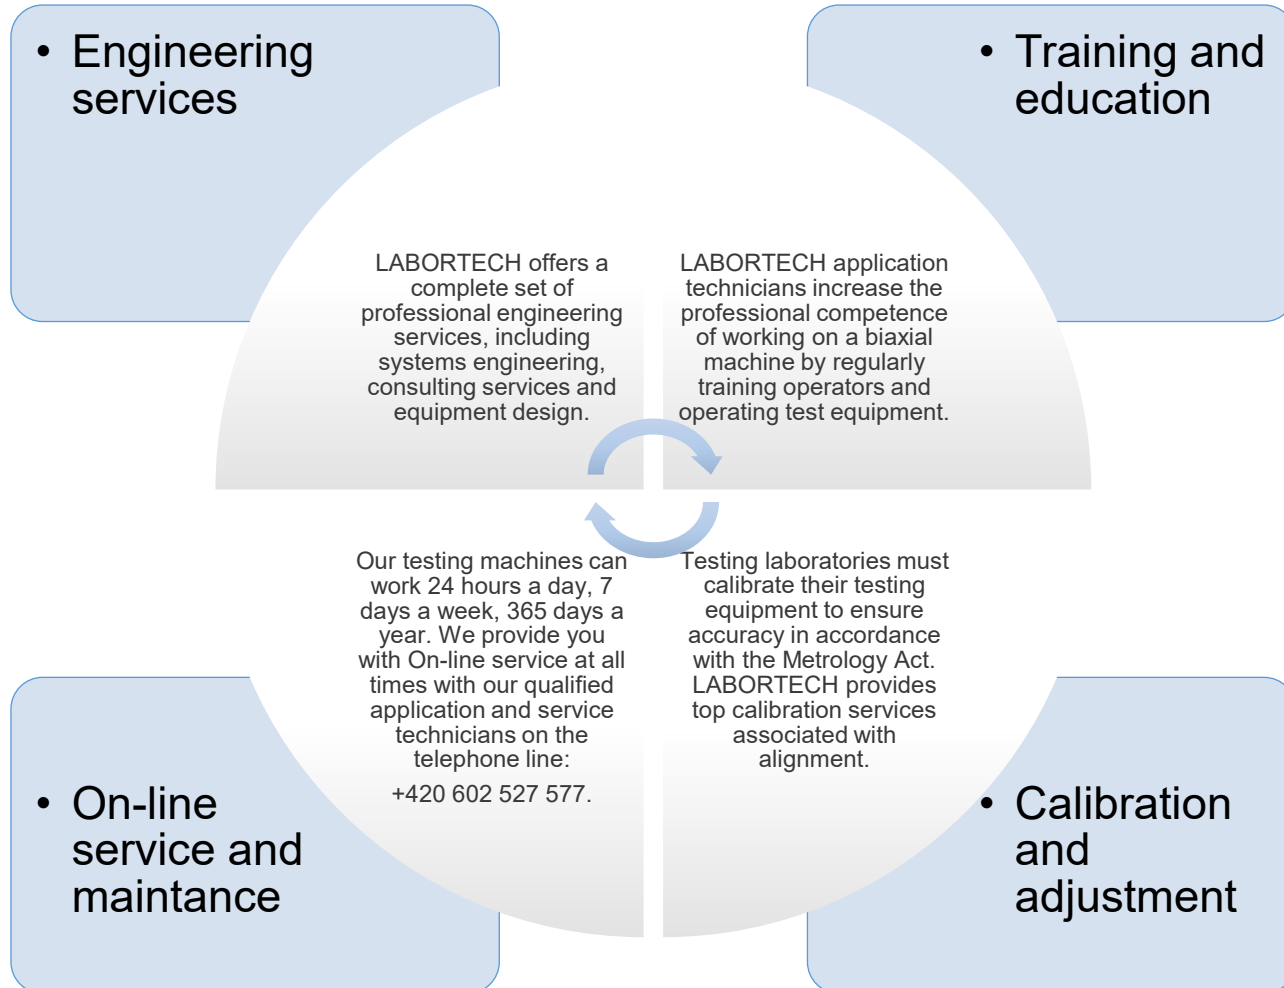 • Engineering
services
• Training and
education
LABORTECH offers a
complete set of
professional engineering
services, including
systems engineering,
consulting services and
equipment design.
LABORTECH application
technicians increase the
professional competence
of working on a biaxial
machine by regularly
training operators and
operating test equipment.
Our testing machines can
work 24 hours a day, 7
days a week, 365 days a
year. We provide you
with On-line service at all
times with our qualified
application and service
technicians on the
telephone line:
+420 602 527 577.
Testing laboratories must
calibrate their testing
equipment to ensure
accuracy in accordance
with the Metrology Act.
LABORTECH provides
top calibration services
associated with
alignment.
• On-line
service and
maintance
• Calibration
and
adjustment